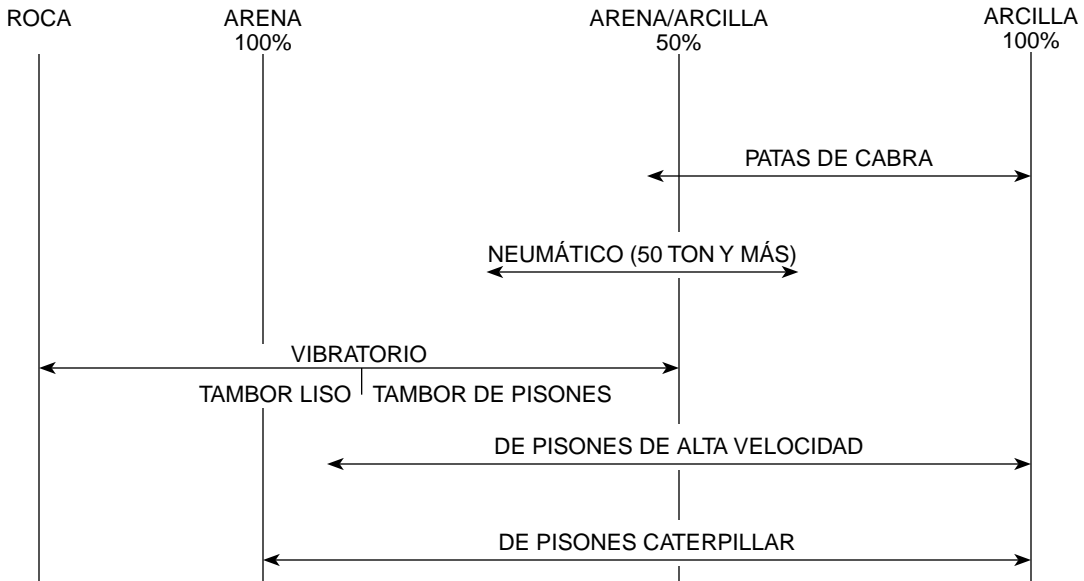 ROCA
ARENA
100%
ARENA/ARCILLA
50%
ARCILLA
100%
PATAS DE CABRA
NEUMÁTICO (50 TON Y MÁS)
VIBRATORIO
TAMBOR LISO
TAMBOR DE PISONES
DE PISONES DE ALTA VELOCIDAD
DE PISONES CATERPILLAR